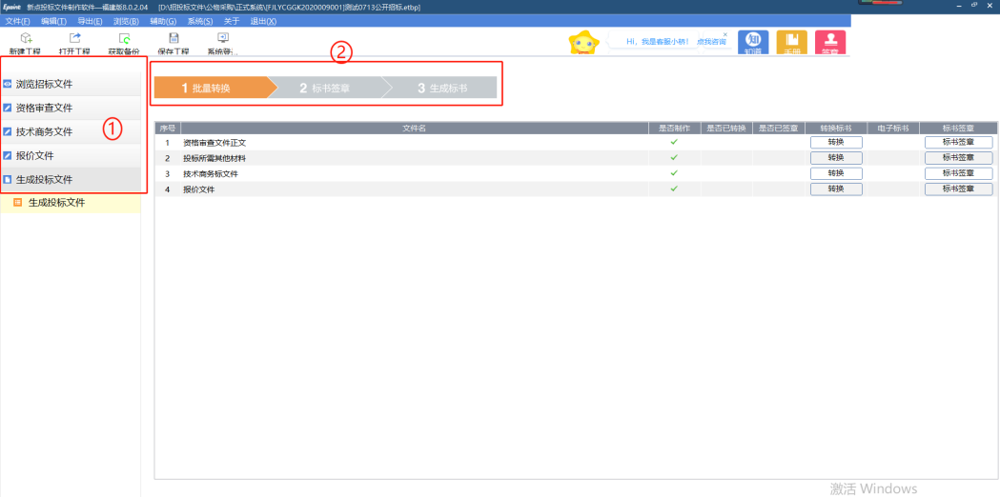 Epoint 新点投标文件制作软件—福建版8.0.2.04 [D:\招投标文件\公物采购\正式系统\[FJLYCGGK2020009001]测试0713公开招标.etbp]
文件(F) 编辑(T) 导出(E) 浏览(B) 辅助(G) 系统(S) 关于 退出(X)
新建工程 打开工程 获取备份 保存工程 系统登...
Hi，我是客服小桥！ 点我咨询
知
知道 手册 签章
②
浏览招标文件
资格审查文件
技术商务文件
①
报价文件
生成投标文件
生成投标文件
1 批量转换 2 标书签章 3 生成标书
序号 文件名 是否制作 是否已转换 是否已签章 转换标书 电子标书 标书签章
1 资格审查文件正文 转换 标书签章
2 投标所需其他材料 转换 标书签章
3 技术商务标文件 转换 标书签章
4 报价文件 转换 标书签章
激活 Windows